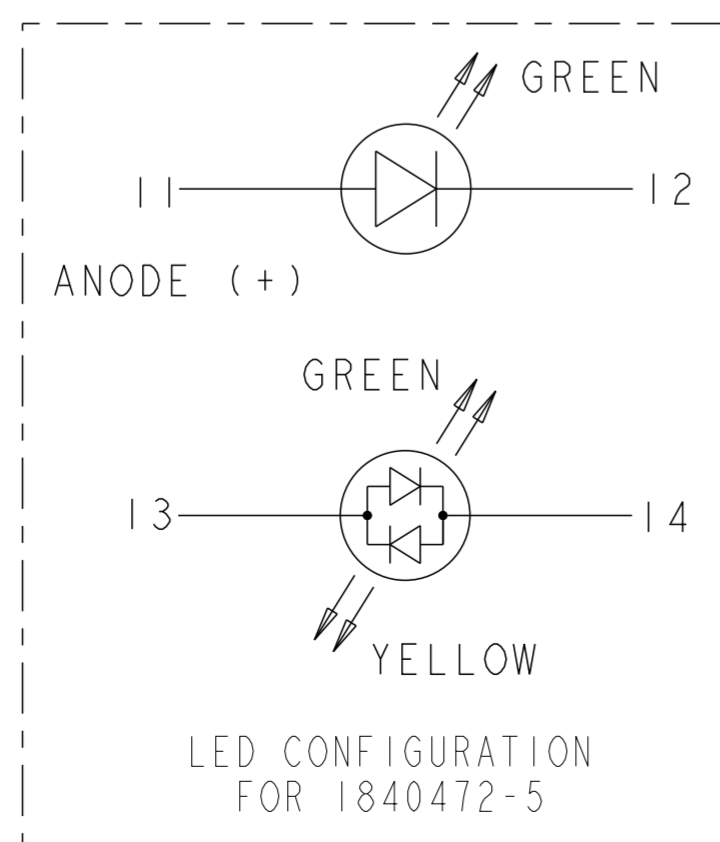 GREEN
11 12
ANODE (+)
GREEN
13 14
YELLOW
LED CONFIGURATION
FOR 1840472-5